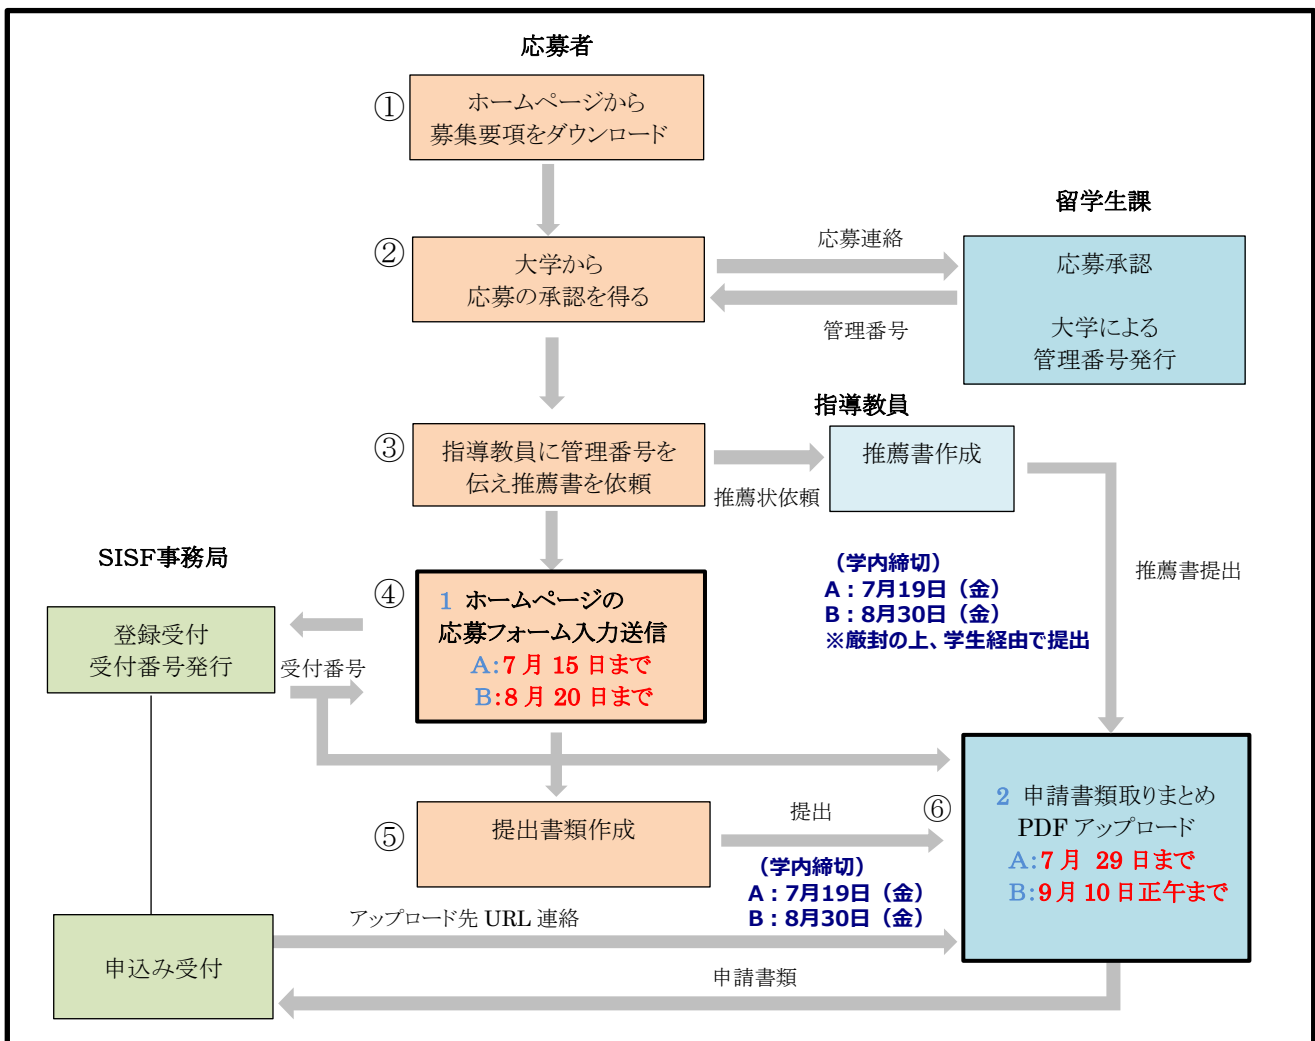 応募者
①
ホームページから
募集要項をダウンロード
留学生課
②
大学から
応募の承認を得る
応募連絡
管理番号
応募承認
大学による
管理番号発行
指導教員
③
指導教員に管理番号を
伝え推薦書を依頼
推薦状依頼
推薦書作成
推薦書提出
(学内締切)
A:7月19日(金)
B:8月30日(金)
※厳封の上、学生経由で提出
SISF事務局
登録受付
受付番号発行
受付番号
④
1 ホームページの
応募フォーム入力送信
A:7 月 15 日まで
B:8 月 20 日まで
⑤
提出書類作成
提出
(学内締切)
A:7月19日(金)
B:8月30日(金)
⑥
2 申請書類取りまとめ
PDF アップロード
A:7 月 29 日まで
B:9 月 10 日正午まで
アップロード先 URL 連絡
申込み受付
申請書類